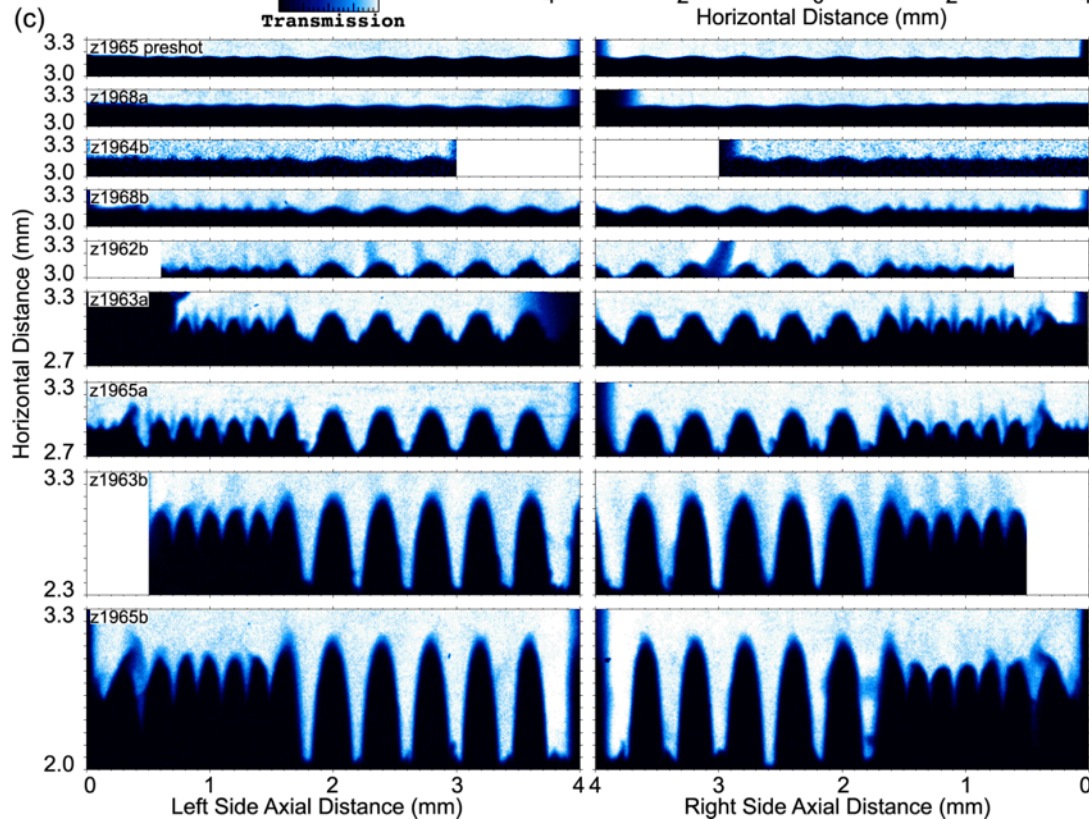 (c)
Transmission
Horizontal Distance (mm)
z1965 preshot
3.3
3.0
z1968a
3.3
3.0
z1964b
3.3
3.0
z1968b
3.3
3.0
z1962b
3.3
3.0
z1963a
3.3
2.7
z1965a
3.3
2.7
z1963b
3.3
2.3
z1965b
3.3
2.0
Horizontal Distance (mm)
0 1 2 3 4 4 3 2 1 0
Left Side Axial Distance (mm)
Right Side Axial Distance (mm)